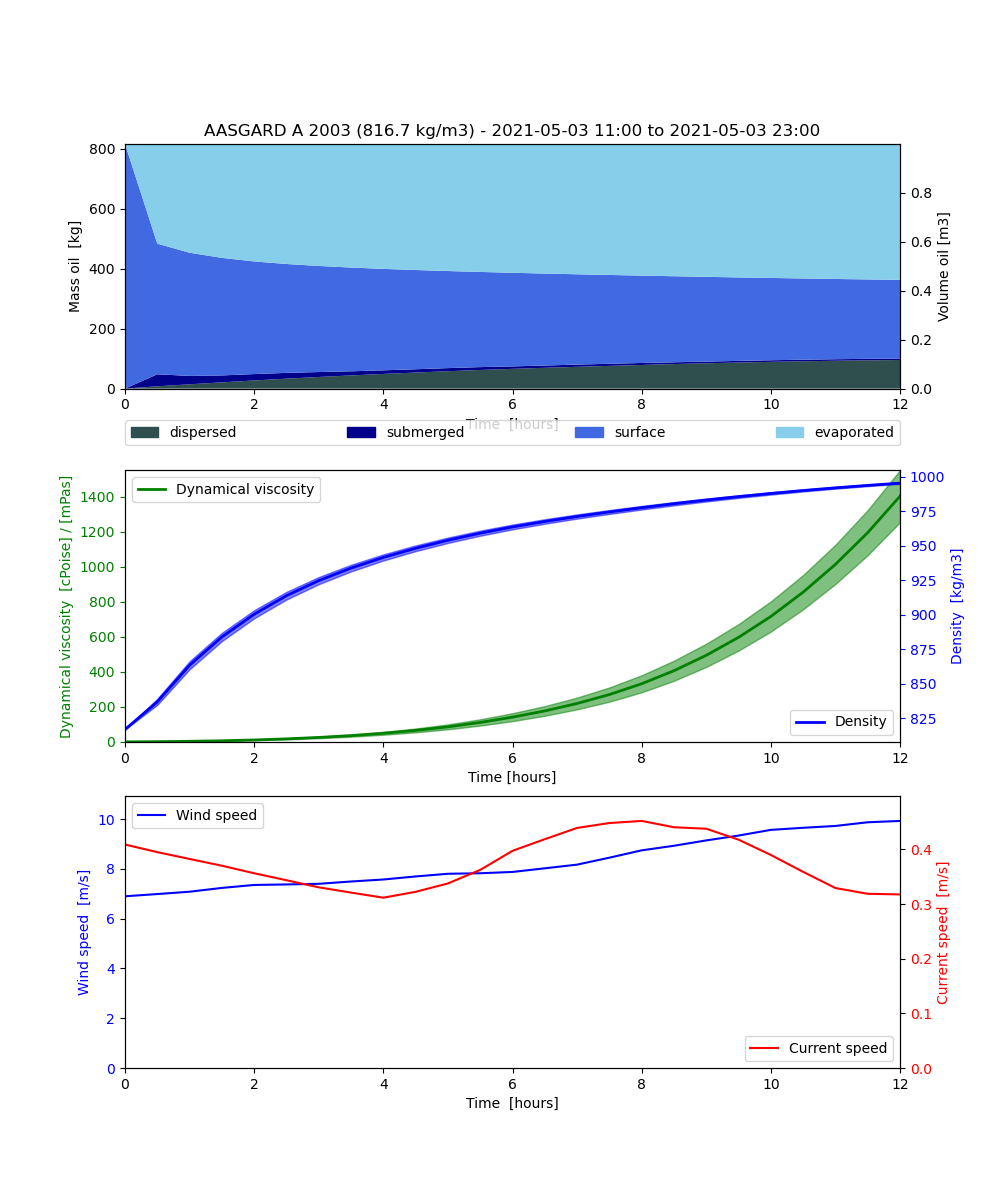 AASGARD A 2003 (816.7 kg/m3) - 2021-05-03 11:00 to 2021-05-03 23:00
Mass oil  [kg]
800
600
400
200
0
0.8
0.6
0.4
0.2
0.0
Volume oil [m3]
0 2 4 6 8 10 12
Time  [hours]
dispersed submerged surface evaporated
Dynamical viscosity  [cPoise] / [mPas]
1400
1200
1000
800
600
400
200
0
Dynamical viscosity
1000
975
950
925
900
875
850
825
Density  [kg/m3]
Density
0 2 4 6 8 10 12
Time [hours]
Wind speed  [m/s]
10
8
6
4
2
0
Wind speed
0.4
0.3
0.2
0.1
0.0
Current speed  [m/s]
Current speed
0 2 4 6 8 10 12
Time  [hours]